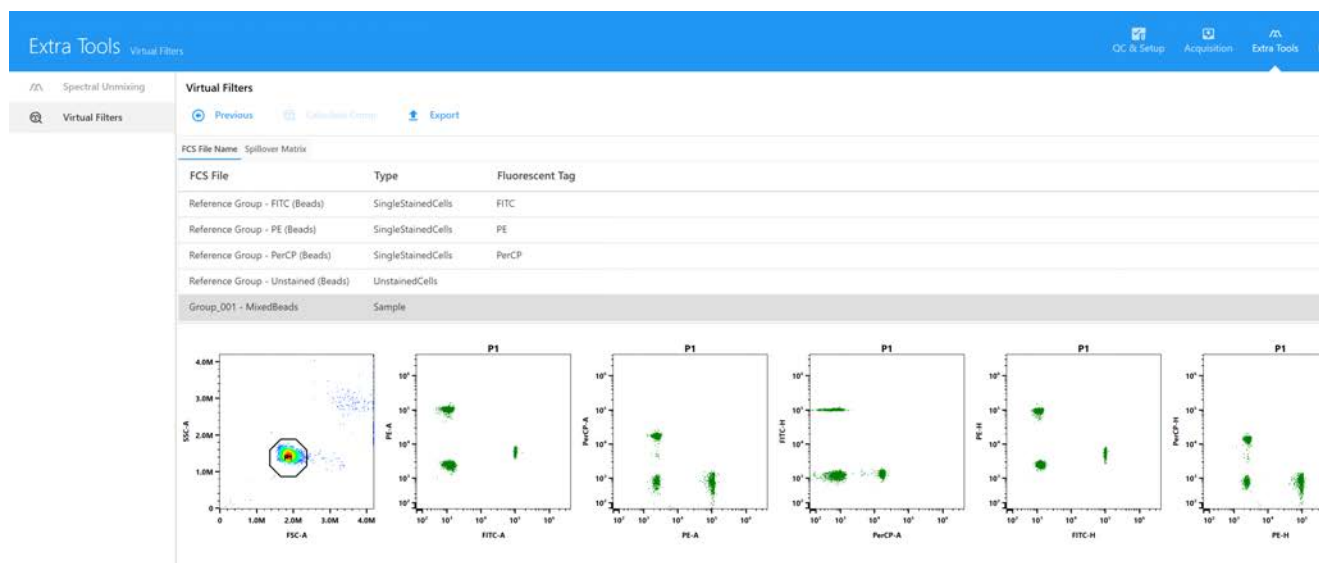 Extra Tools Virtual Filters
QC & Setup Acquisition Extra Tools
Spectral Unmixing
Virtual Filters
Virtual Filters
Previous Export
FCS File Name Spillover Matrix
FCS File Type Fluorescent Tag
Reference Group - FITC (Beads) SingleStainedCells FITC
Reference Group - PE (Beads) SingleStainedCells PE
Reference Group - PerCP (Beads) SingleStainedCells PerCP
Reference Group - Unstained (Beads) UnstainedCells
Group_001 - MixedBeads Sample
P1 P1 P1 P1 P1
4.0M
3.0M
2.0M
1.0M
0
SSC-A PE-A PerCP-A FITC-H PE-H PerCP-H
0 1.0M 2.0M 3.0M 4.0M
FSC-A FITC-A PE-A PerCP-A FITC-H PE-H